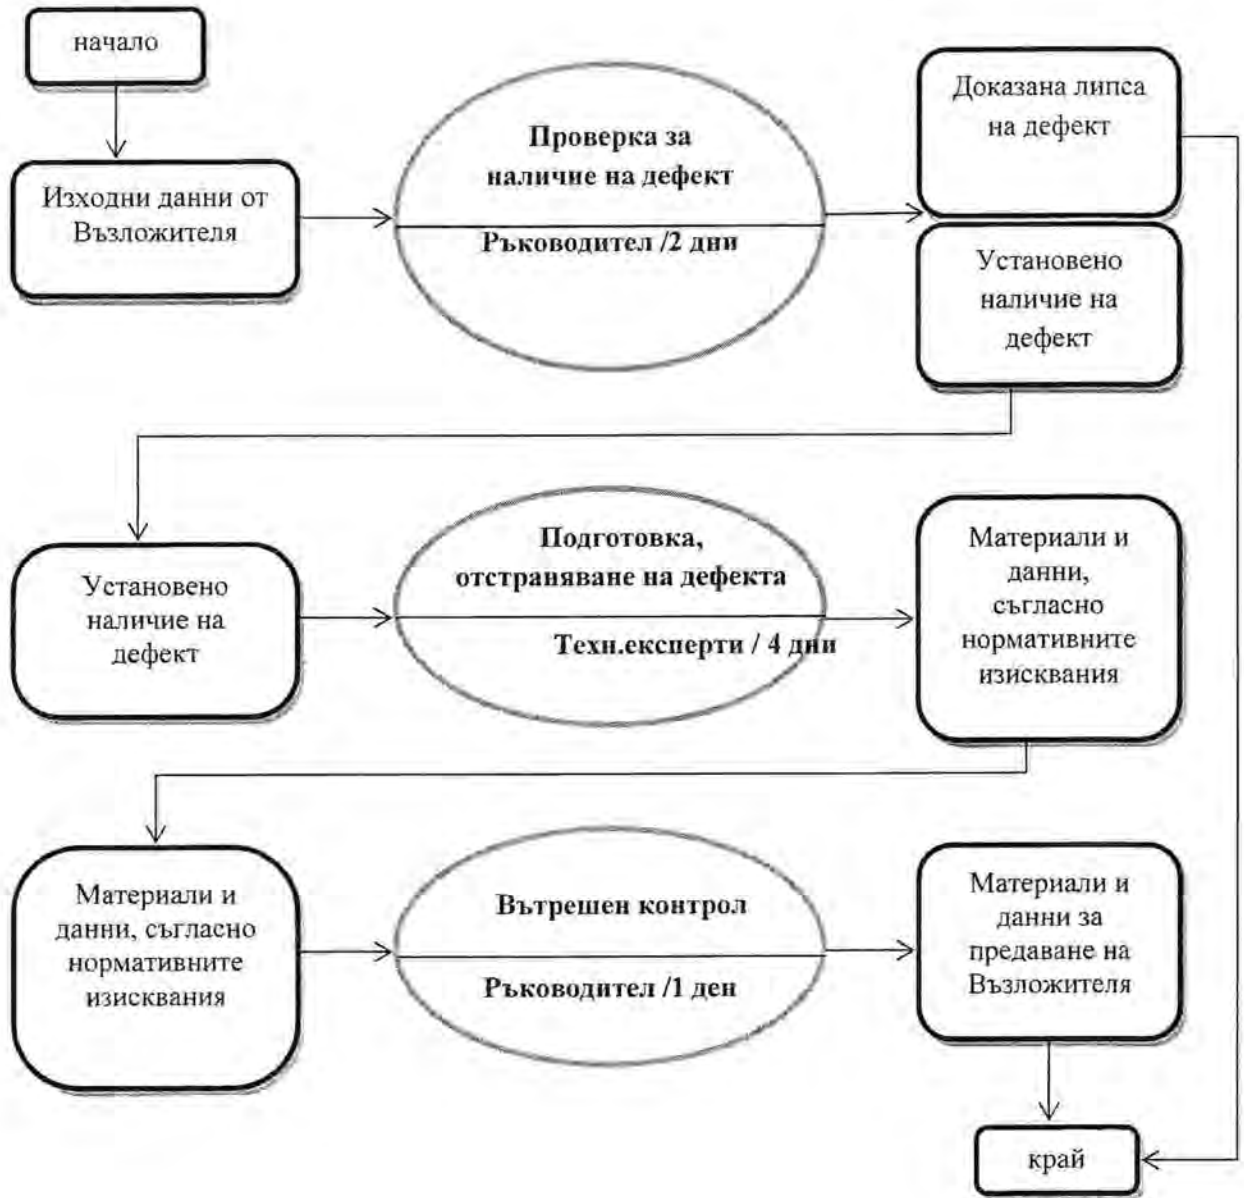 начало
Изходни данни от
Възложителя
Проверка за
наличие на дефект
Ръководител /2 дни
Доказана липса
на дефект
Установено
наличие на
дефект
Установено
наличие на
дефект
Подготовка,
отстраняване на дефекта
Техн.експерти / 4 дни
Материали и
данни,
съгласно
нормативните
изисквания
Материали и
данни, съгласно
нормативните
изисквания
Вътрешен контрол
Ръководител /1 ден
Материали и
данни за
предаване на
Възложителя
край